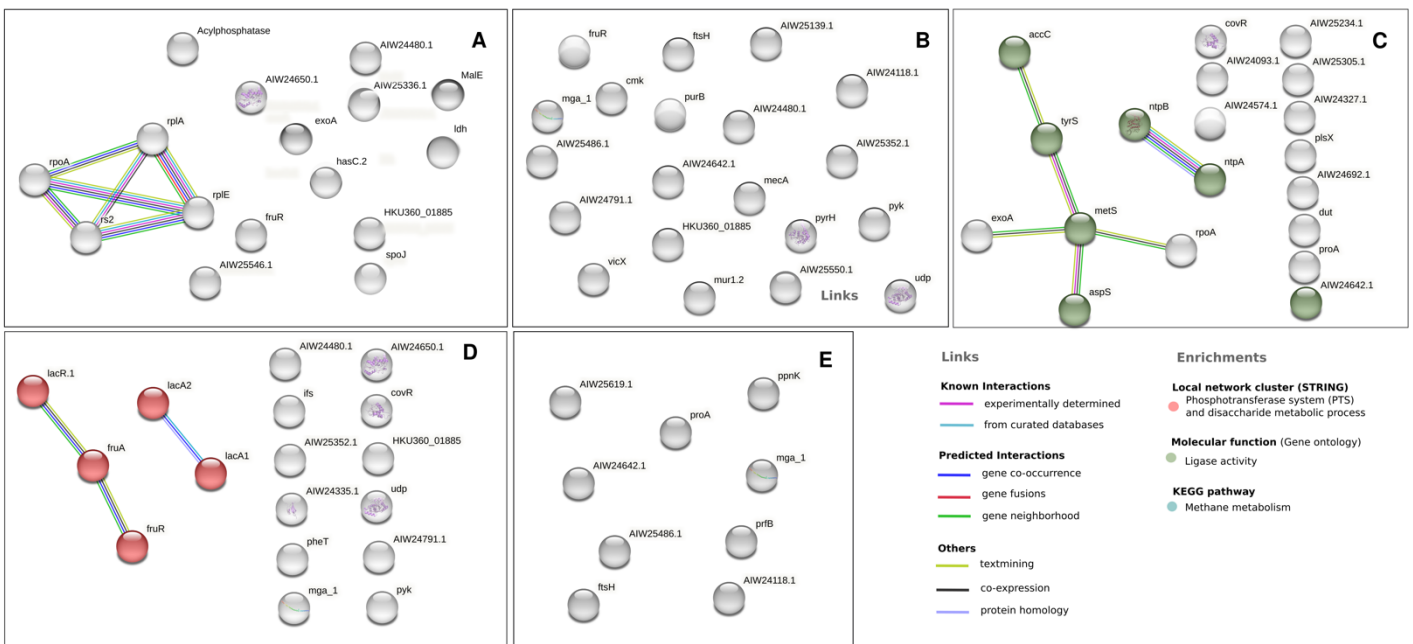 A
Acylphosphatase
AIW24480.1
AIW24650.1
AIW25336.1
MalE
rplA
exoA
ldh
rpoA
hasC.2
rplE
rs2
fruR
HKU360_01885
AIW25546.1
spoJ
B
fruR
ftsH
AIW25139.1
cmk
AIW24118.1
mga_1
purB
AIW24480.1
AIW25486.1
AIW24642.1
AIW25352.1
mecA
AIW24791.1
pyrH
pyk
HKU360_01885
vicX
mur1.2
AIW25550.1
Links
udp
C
accC
covR
AIW25234.1
AIW24093.1
AIW25305.1
ntpB
AIW24574.1
AIW24327.1
tyrS
plsX
ntpA
AIW24692.1
metS
dut
exoA
rpoA
proA
aspS
AIW24642.1
D
lacR.1
lacA2
AIW24480.1
AIW24650.1
ifs
covR
fruA
lacA1
AIW25352.1
HKU360_01885
AIW24335.1
udp
fruR
pheT
AIW24791.1
mga_1
pyk
E
AIW25619.1
ppnK
proA
AIW24642.1
mga_1
AIW25486.1
prfB
ftsH
AIW24118.1
Links
Known Interactions
experimentally determined
from curated databases
Predicted Interactions
gene co-occurrence
gene fusions
gene neighborhood
Others
textmining
co-expression
protein homology
Enrichments
Local network cluster (STRING)
Phosphotransferase system (PTS)
and disaccharide metabolic process
Molecular function (Gene ontology)
Ligase activity
KEGG pathway
Methane metabolism